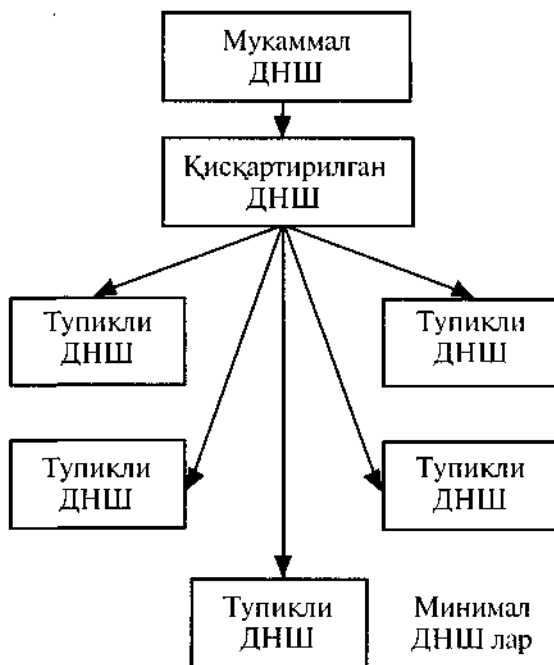 Мукаммал
ДНШ
Қисқартирилган
ДНШ
Тупикли
ДНШ
Тупикли
ДНШ
Тупикли
ДНШ
Тупикли
ДНШ
Тупикли
ДНШ
Минимал
ДНШ лар